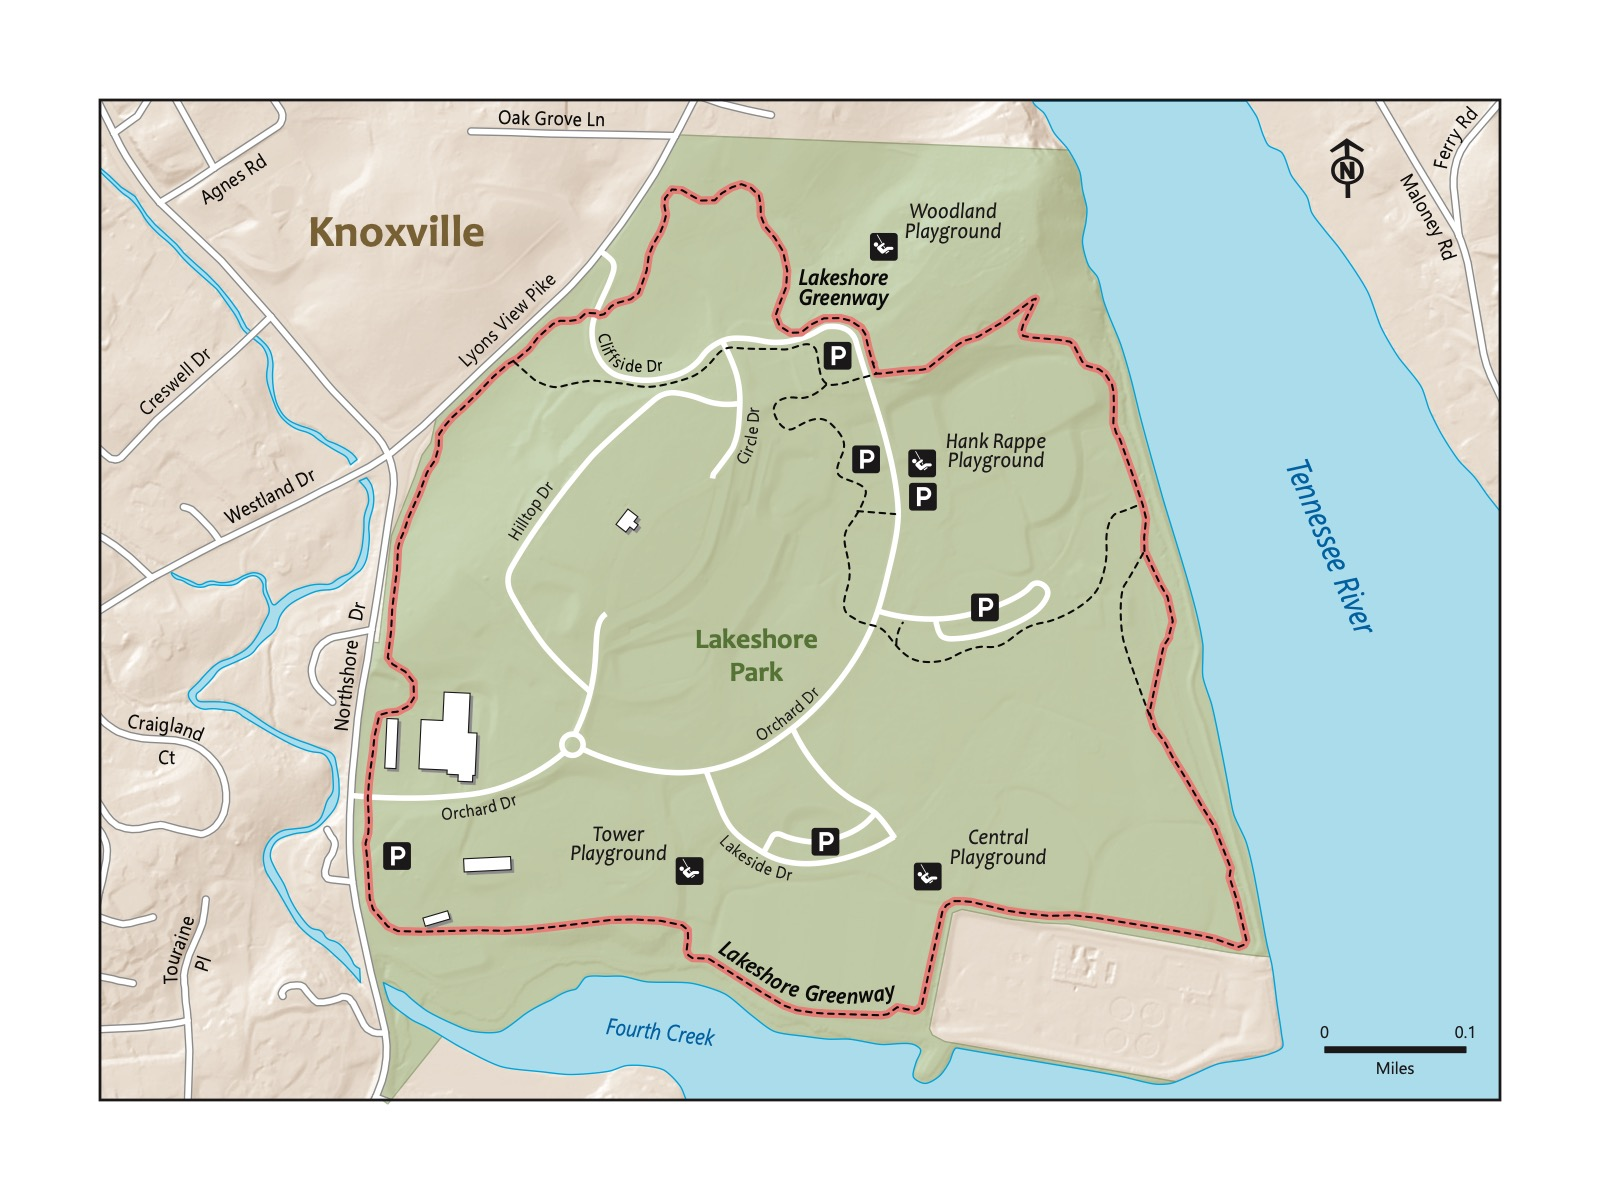 Oak Grove Ln
Ferry Rd
Agnes Rd
N
Maloney Rd
Knoxville
Woodland
Playground
Lakeshore
Greenway
Lyons View Pike
Cliffside Dr
P
Creswell Dr
Circle Dr
Hank Rappe
Playground
P
P
Westland Dr
Hilltop Dr
Tennessee River
P
Northshore Dr
Lakeshore
Park
Orchard Dr
Craigland
Ct
Orchard Dr
Tower
Playground
P
Lakeside Dr
Central
Playground
P
Touraine
Pl
Lakeshore Greenway
Fourth Creek
0 0.1
Miles